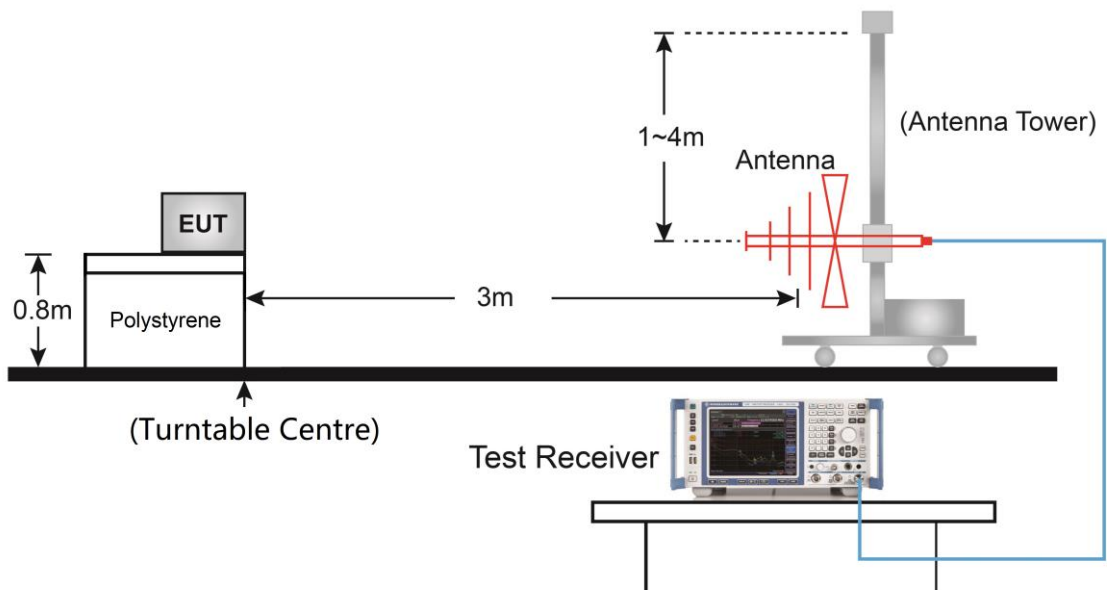 1~4m
(Antenna Tower)
Antenna
EUT
0.8m
Polystyrene
3m
(Turntable Centre)
Test Receiver